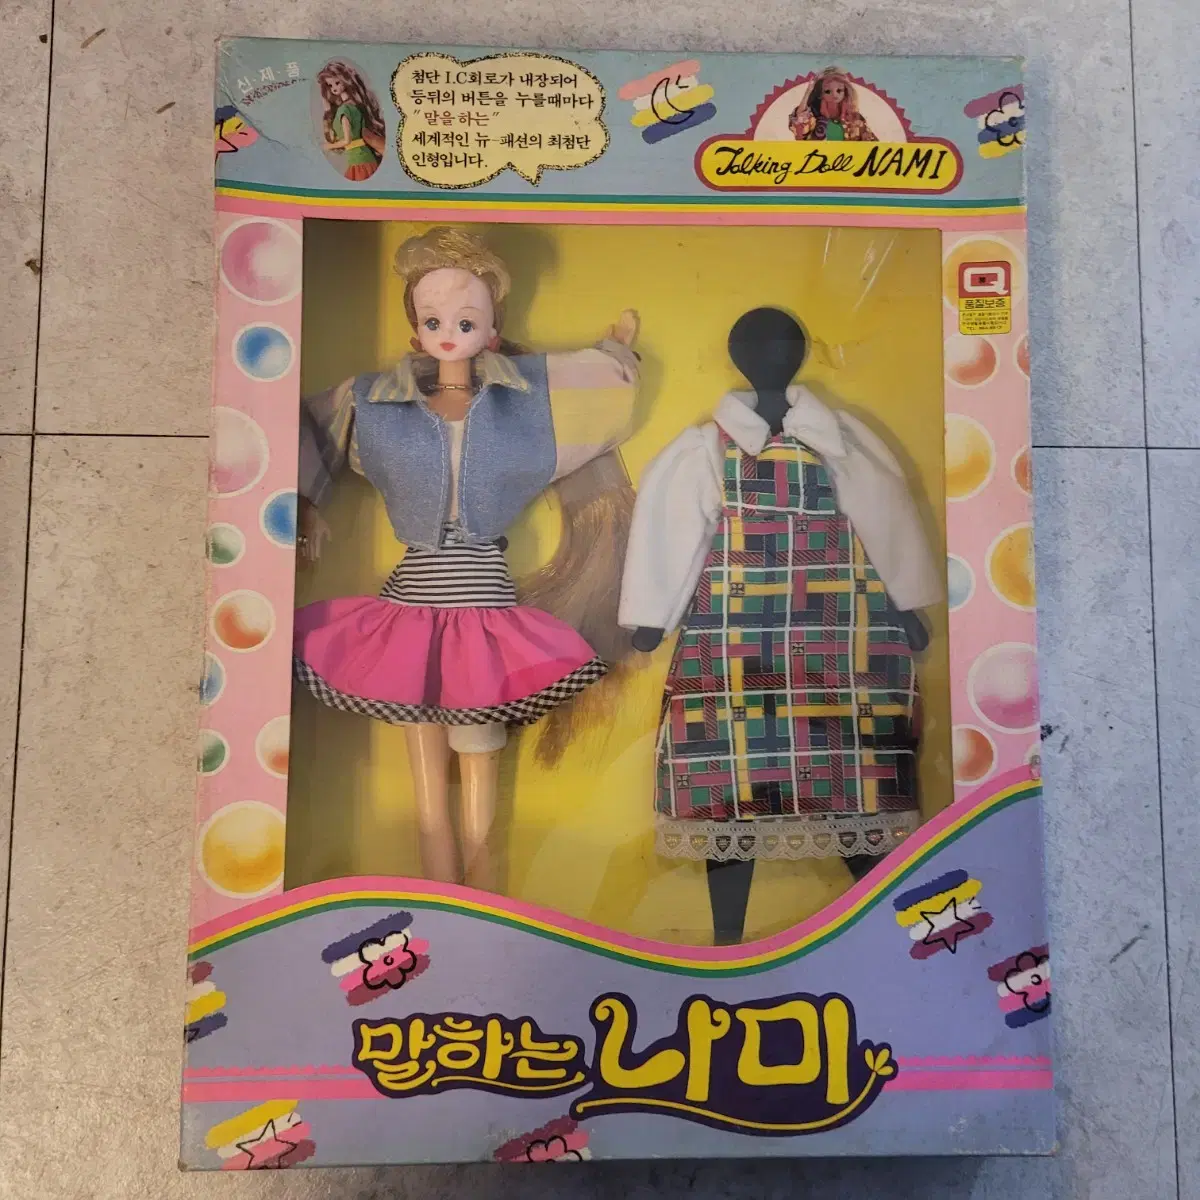 신·제·품
첨단 I.C회로가 내장되어
등뒤의 버튼을 누를때마다
"말을 하는"
세계적인 뉴-패션의 최첨단
인형입니다.
Talking Doll NAMI
Q
품질보증
말하는 나미